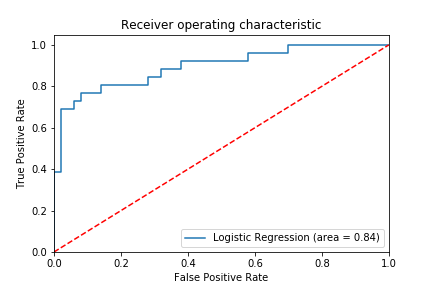 Receiver operating characteristic
1.0
0.8
0.6
0.4
0.2
0.0
True Positive Rate
Logistic Regression (area = 0.84)
0.0 0.2 0.4 0.6 0.8 1.0
False Positive Rate